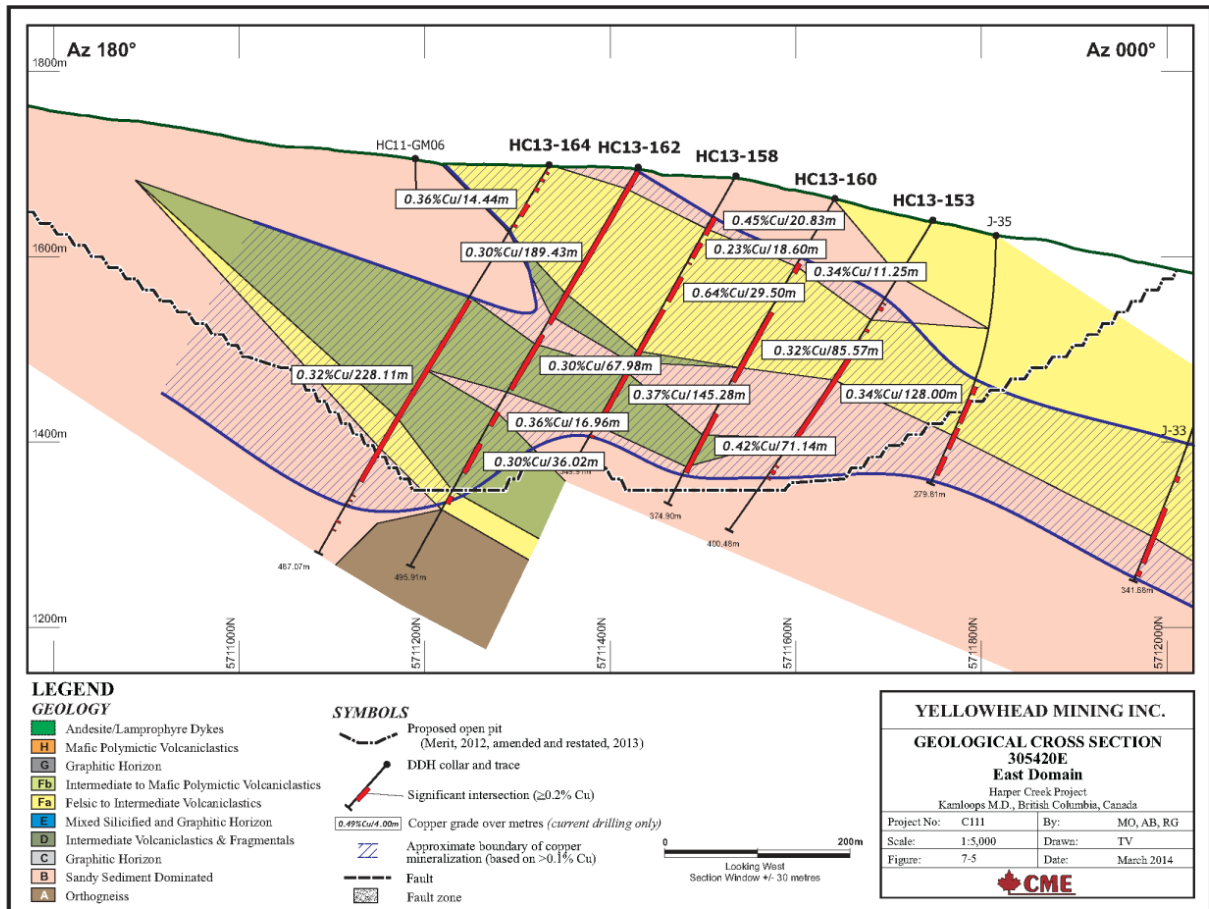 Az 180°
Az 000°
1800m
1600m
1400m
1200m
HC11-GM06
HC13-164
HC13-162
HC13-158
HC13-160
HC13-153
J-35
J-33
0.36%Cu/14.44m
0.45%Cu/20.83m
0.30%Cu/189.43m
0.23%Cu/18.60m
0.34%Cu/11.25m
0.64%Cu/29.50m
0.32%Cu/85.57m
0.32%Cu/228.11m
0.30%Cu/67.98m
0.37%Cu/145.28m
0.34%Cu/128.00m
0.36%Cu/16.96m
0.42%Cu/71.14m
0.30%Cu/36.02m
487.07m
495.91m
374.90m
400.48m
279.81m
341.68m
5711000N
5711200N
5711400N
5711600N
5711800N
5712000N
LEGEND
GEOLOGY
Andesite/Lamprophyre Dykes
H Mafic Polymictic Volcaniclastics
G Graphitic Horizon
Fb Intermediate to Mafic Polymictic Volcaniclastics
Fa Felsic to Intermediate Volcaniclastics
E Mixed Silicified and Graphitic Horizon
D Intermediate Volcaniclastics & Fragmentals
C Graphitic Horizon
B Sandy Sediment Dominated
A Orthogneiss
SYMBOLS
Proposed open pit
(Merit, 2012, amended and restated, 2013)
DDH collar and trace
Significant intersection (≥0.2% Cu)
0.49%Cu/4.00m Copper grade over metres (current drilling only)
Approximate boundary of copper
mineralization (based on >0.1% Cu)
Fault
Fault zone
0 200m
Looking West
Section Window +/- 30 metres
YELLOWHEAD MINING INC.
GEOLOGICAL CROSS SECTION
305420E
East Domain
Harper Creek Project
Kamloops M.D., British Columbia, Canada
Project No: C111 By: MO, AB, RG
Scale: 1:5,000 Drawn: TV
Figure: 7-5 Date: March 2014
CME